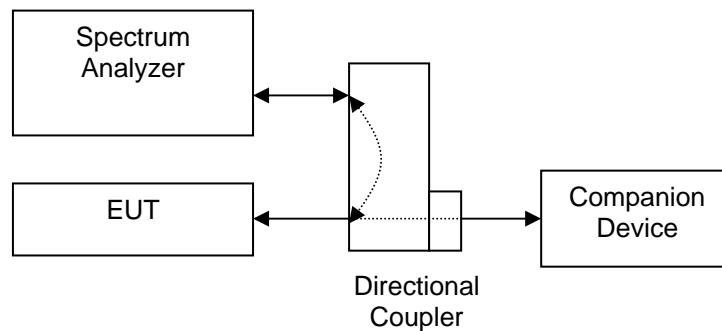 Spectrum
Analyzer
EUT
Companion
Device
Directional
Coupler